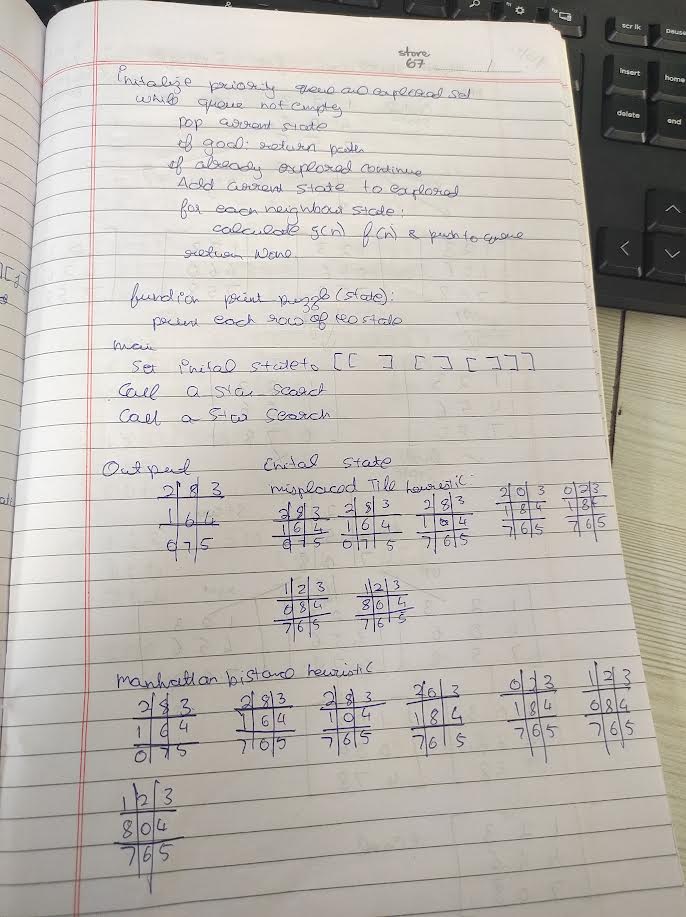 store
67
Initalize priority queue and explored set
while queue not empty:
pop current state
if goal: return path
if already explored continue
Add current state to explored
for each neighbour state:
calculate g(n) f(n) & push to queue
return None
function print puzzle (state):
print each row of the state
main
Set inital state to [[ ] [ ] [ ]]]
Call a star search
Call a star search
Output Inital state
misplaced Tile heuristic
2 8 3 2 8 3 2 8 3 2 8 3 2 0 3 0 2 3
1 6 4 1 6 4 1 6 4 1 0 4 1 8 4 1 8
0 7 5 0 7 5 0 7 5 7 6 5 7 6 5 7 6 5
1 2 3 1 2 3
0 8 4 8 0 4
7 6 5 7 6 5
Manhattan Distance heuristic
2 8 3 2 8 3 2 8 3 2 0 3 0 2 3 1 2 3
1 6 4 1 6 4 1 0 4 1 8 4 1 8 4 0 8 4
0 7 5 7 0 5 7 6 5 7 6 5 7 6 5 7 6 5
1 2 3
8 0 4
7 6 5
scr lk
pause
insert
home
delete
end